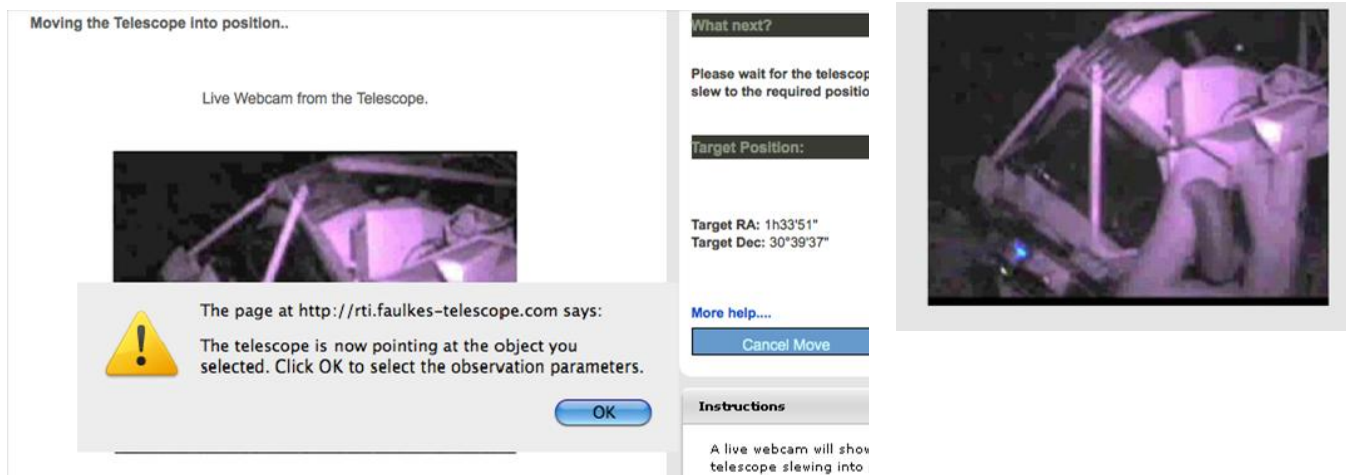 Moving the Telescope into position..
Live Webcam from the Telescope.
The page at http://rti.faulkes-telescope.com says:
The telescope is now pointing at the object you
selected. Click OK to select the observation parameters.
OK
What next?
Please wait for the telescop
slew to the required positio
Target Position:
Target RA: 1h33'51"
Target Dec: 30°39'37"
More help....
Cancel Move
Instructions
A live webcam will show
telescope slewing into